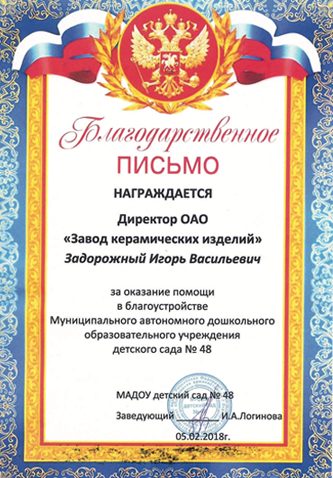 Благодарственное
ПИСЬМО
НАГРАЖДАЕТСЯ
Директор ОАО
«Завод керамических изделий»
Задорожный Игорь Васильевич
за оказание помощи
в благоустройстве
Муниципального автономного дошкольного
образовательного учреждения
детского сада № 48
МАДОУ детский сад № 48
Заведующий И.А.Логинова
05.02.2018г.